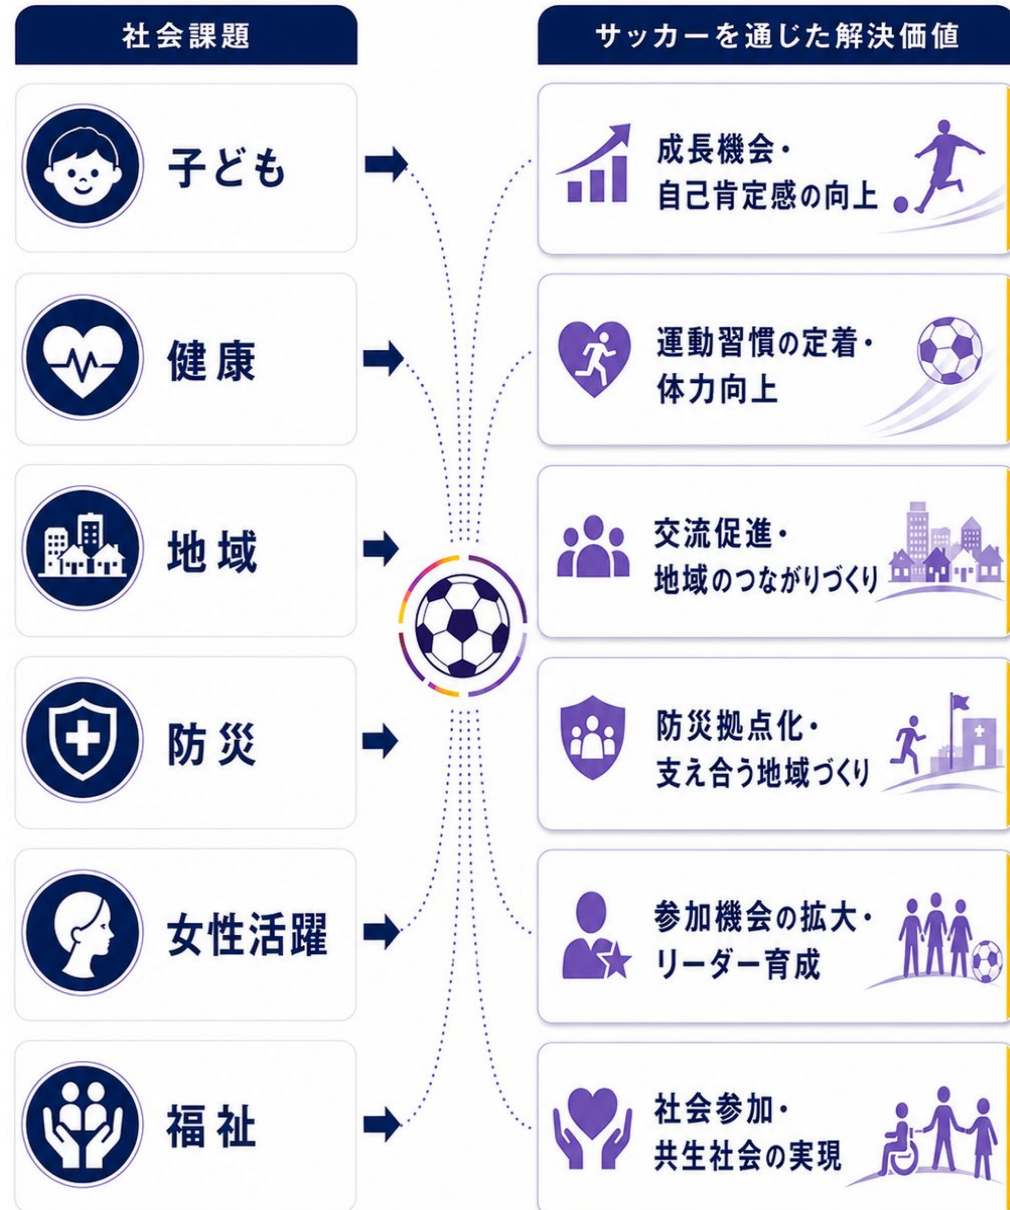 社会課題
サッカーを通じた解決価値
子ども
成長機会・
自己肯定感の向上
健康
運動習慣の定着・
体力向上
地域
交流促進・
地域のつながりづくり
防災
防災拠点化・
支え合う地域づくり
女性活躍
参加機会の拡大・
リーダー育成
福祉
社会参加・
共生社会の実現